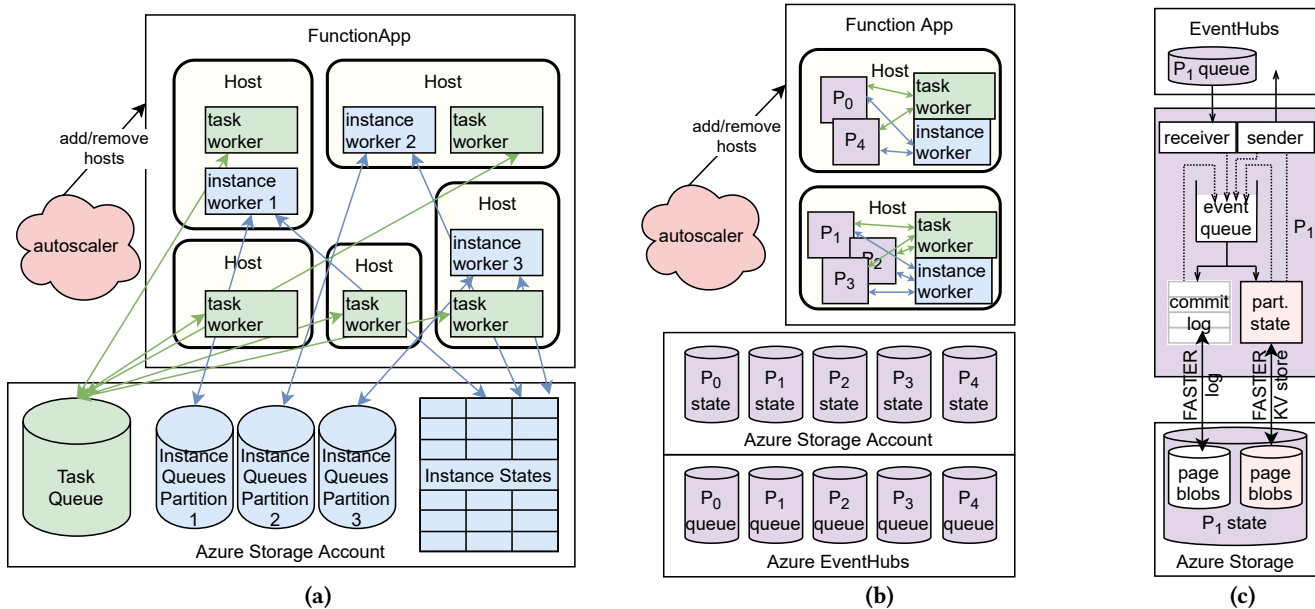 FunctionApp
Host
task
worker
instance
worker 1
Host
instance
worker 2
task
worker
add/remove
hosts
autoscaler
Host
task
worker
Host
task
worker
Host
instance
worker 3
task
worker
Task
Queue
Instance
Queues
Partition
1
Instance
Queues
Partition
2
Instance
Queues
Partition
3
Instance States
Azure Storage Account
(a)
Function App
Host
P0
P4
task
worker
instance
worker
add/remove
hosts
autoscaler
Host
P1
P2
P3
task
worker
instance
worker
P0
state
P1
state
P2
state
P3
state
P4
state
Azure Storage Account
P0
queue
P1
queue
P2
queue
P3
queue
P4
queue
Azure EventHubs
(b)
EventHubs
P1 queue
receiver
sender
event
queue
P1
commit
log
part.
state
FASTER
log
FASTER
KV store
page
blobs
page
blobs
P1 state
Azure Storage
(c)